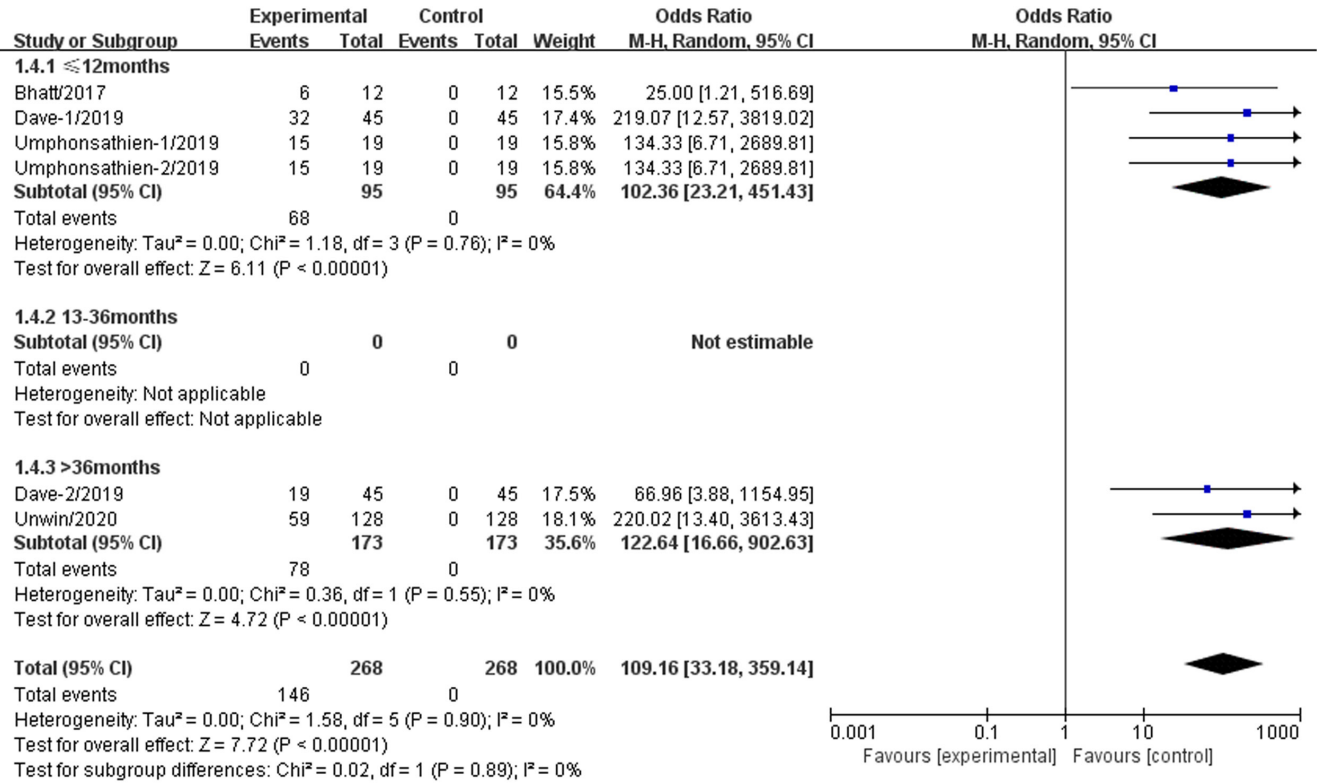 Experimental Control Odds Ratio Odds Ratio
Study or Subgroup Events Total Events Total Weight M-H, Random, 95% CI M-H, Random, 95% CI
1.4.1 ≤12months
Bhatt/2017 6 12 0 12 15.5% 25.00 [1.21, 516.69]
Dave-1/2019 32 45 0 45 17.4% 219.07 [12.57, 3819.02]
Umphonsathien-1/2019 15 19 0 19 15.8% 134.33 [6.71, 2689.81]
Umphonsathien-2/2019 15 19 0 19 15.8% 134.33 [6.71, 2689.81]
Subtotal (95% CI) 95 95 64.4% 102.36 [23.21, 451.43]
Total events 68 0
Heterogeneity: Tau² = 0.00; Chi² = 1.18, df = 3 (P = 0.76); I² = 0%
Test for overall effect: Z = 6.11 (P < 0.00001)
1.4.2 13-36months
Subtotal (95% CI) 0 0 Not estimable
Total events 0 0
Heterogeneity: Not applicable
Test for overall effect: Not applicable
1.4.3 >36months
Dave-2/2019 19 45 0 45 17.5% 66.96 [3.88, 1154.95]
Unwin/2020 59 128 0 128 18.1% 220.02 [13.40, 3613.43]
Subtotal (95% CI) 173 173 35.6% 122.64 [16.66, 902.63]
Total events 78 0
Heterogeneity: Tau² = 0.00; Chi² = 0.36, df = 1 (P = 0.55); I² = 0%
Test for overall effect: Z = 4.72 (P < 0.00001)
Total (95% CI) 268 268 100.0% 109.16 [33.18, 359.14]
Total events 146 0
Heterogeneity: Tau² = 0.00; Chi² = 1.58, df = 5 (P = 0.90); I² = 0%
Test for overall effect: Z = 7.72 (P < 0.00001)
Test for subgroup differences: Chi² = 0.02, df = 1 (P = 0.89); I² = 0%
0.001 0.1 1 10 1000
Favours [experimental] Favours [control]